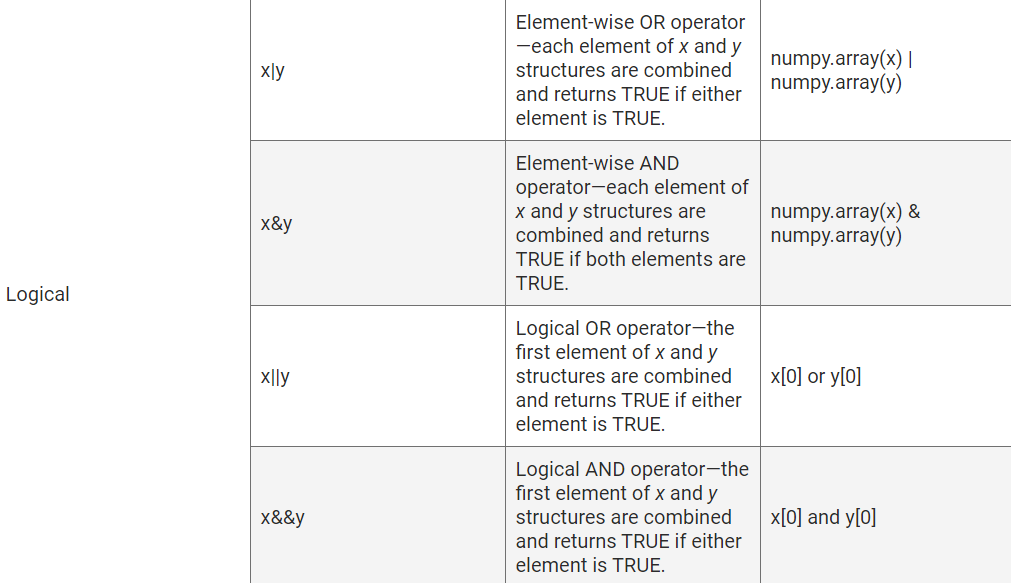 x|y
Element-wise OR operator
—each element of x and y
structures are combined
and returns TRUE if either
element is TRUE.
numpy.array(x) |
numpy.array(y)
x&y
Element-wise AND
operator—each element of
x and y structures are
combined and returns
TRUE if both elements are
TRUE.
numpy.array(x) &
numpy.array(y)
Logical
x||y
Logical OR operator—the
first element of x and y
structures are combined
and returns TRUE if either
element is TRUE.
x[0] or y[0]
x&&y
Logical AND operator—the
first element of x and y
structures are combined
and returns TRUE if either
element is TRUE.
x[0] and y[0]